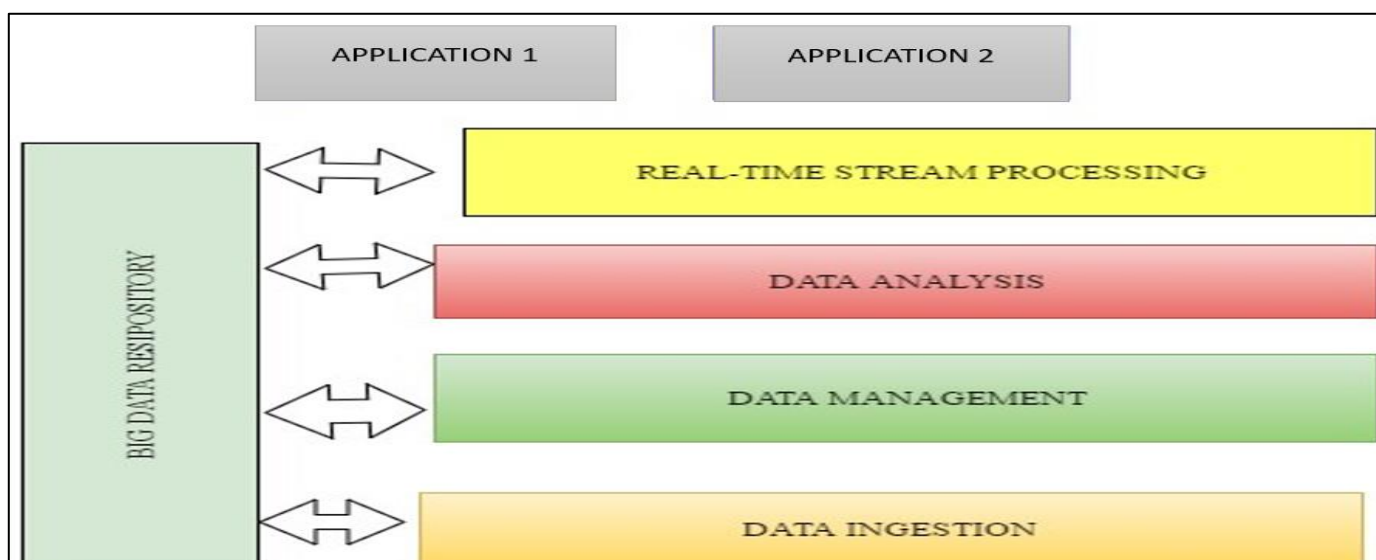 APPLICATION 1
APPLICATION 2
REAL-TIME STREAM PROCESSING
DATA ANALYSIS
BIG DATA RESIPOSITORY
DATA MANAGEMENT
DATA INGESTION